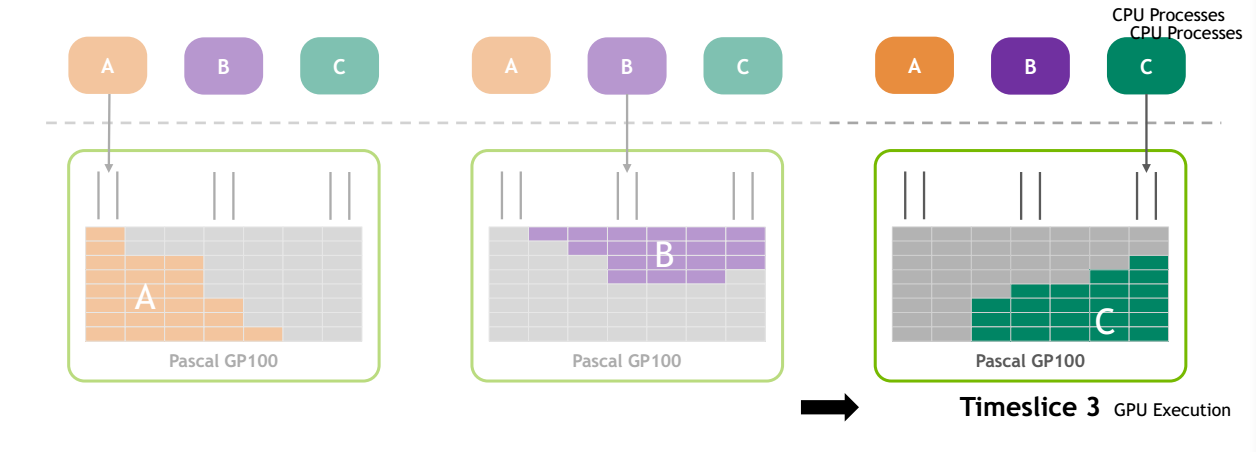 CPU Processes
CPU Processes
A B C A B C A B C
A B C
Pascal GP100 Pascal GP100 Pascal GP100
Timeslice 3 GPU Execution